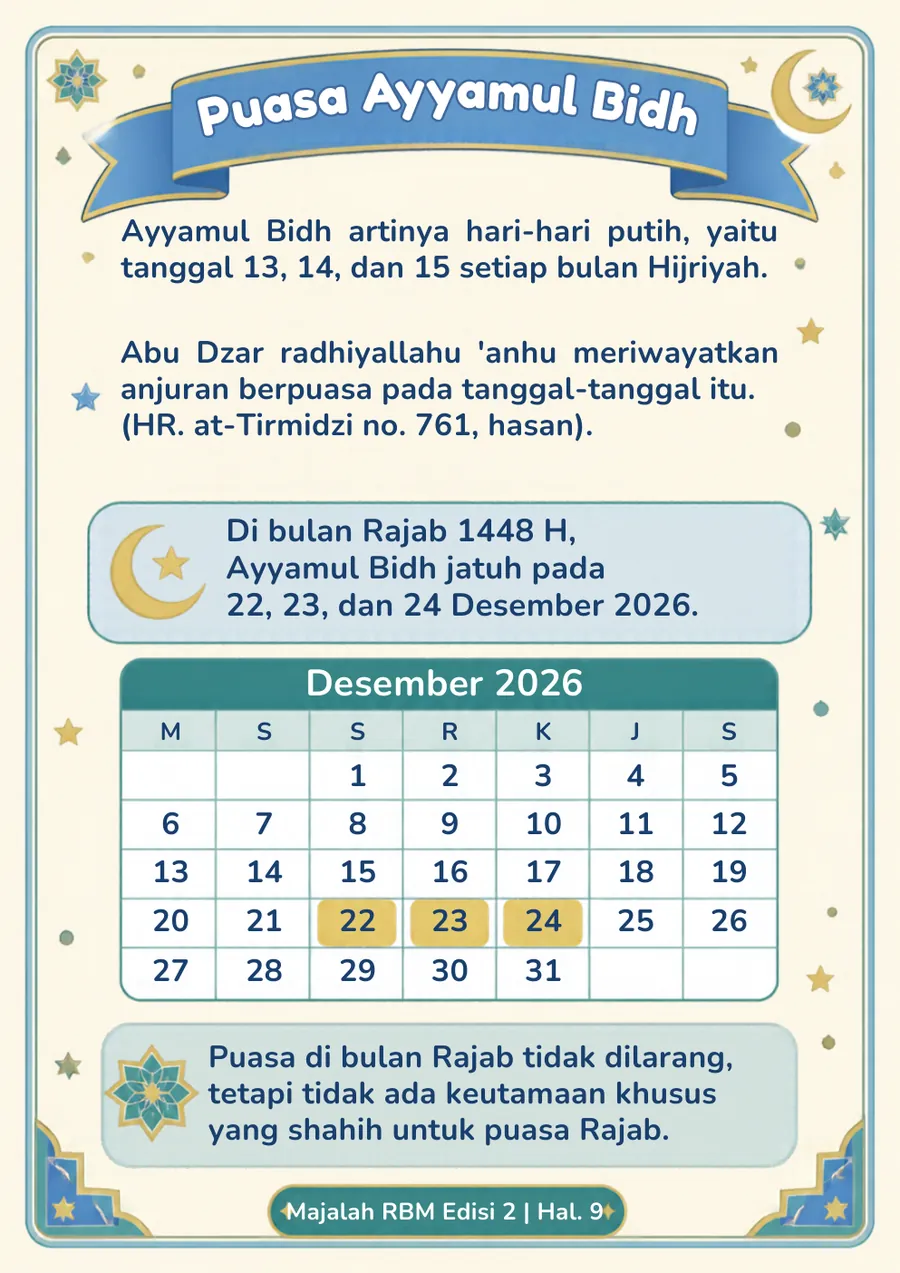 Puasa Ayyamul Bidh
Ayyamul Bidh artinya hari-hari putih, yaitu
tanggal 13, 14, dan 15 setiap bulan Hijriyah.
Abu Dzar radhiyallahu 'anhu meriwayatkan
anjuran berpuasa pada tanggal-tanggal itu.
(HR. at-Tirmidzi no. 761, hasan).
Di bulan Rajab 1448 H,
Ayyamul Bidh jatuh pada
22, 23, dan 24 Desember 2026.
Desember 2026
M S S R K J S
1 2 3 4 5
6 7 8 9 10 11 12
13 14 15 16 17 18 19
20 21 22 23 24 25 26
27 28 29 30 31
Puasa di bulan Rajab tidak dilarang,
tetapi tidak ada keutamaan khusus
yang shahih untuk puasa Rajab.
Majalah RBM Edisi 2 | Hal. 9